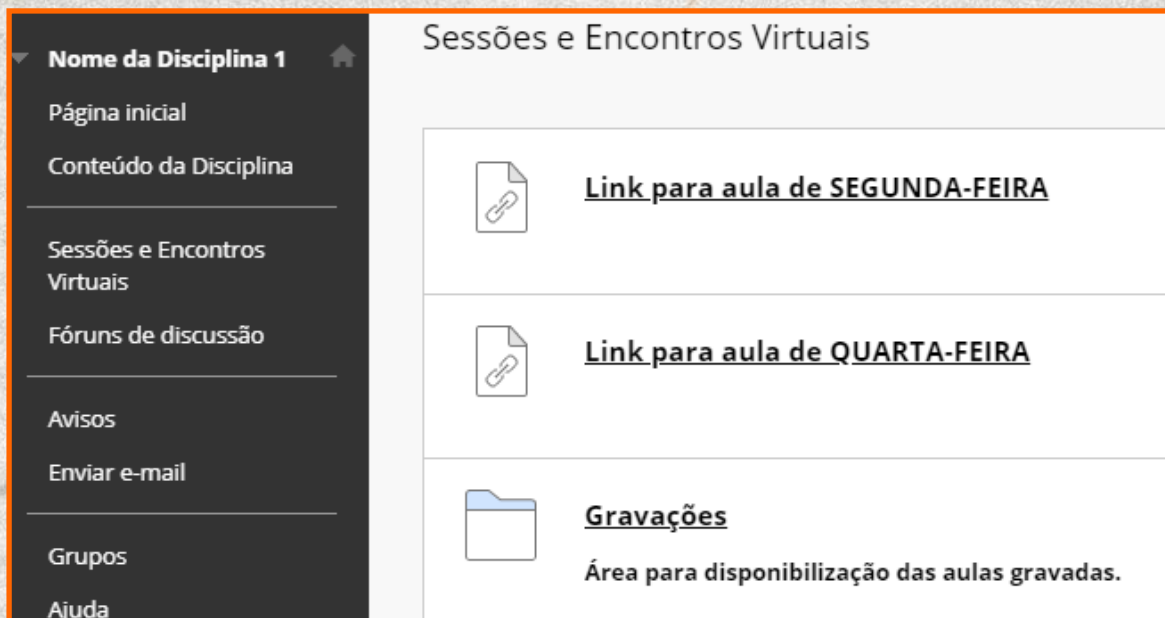 Nome da Disciplina 1
Página inicial
Conteúdo da Disciplina
Sessões e Encontros
Virtuais
Fóruns de discussão
Avisos
Enviar e-mail
Grupos
Ajuda
Sessões e Encontros Virtuais
Link para aula de SEGUNDA-FEIRA
Link para aula de QUARTA-FEIRA
Gravações
Área para disponibilização das aulas gravadas.